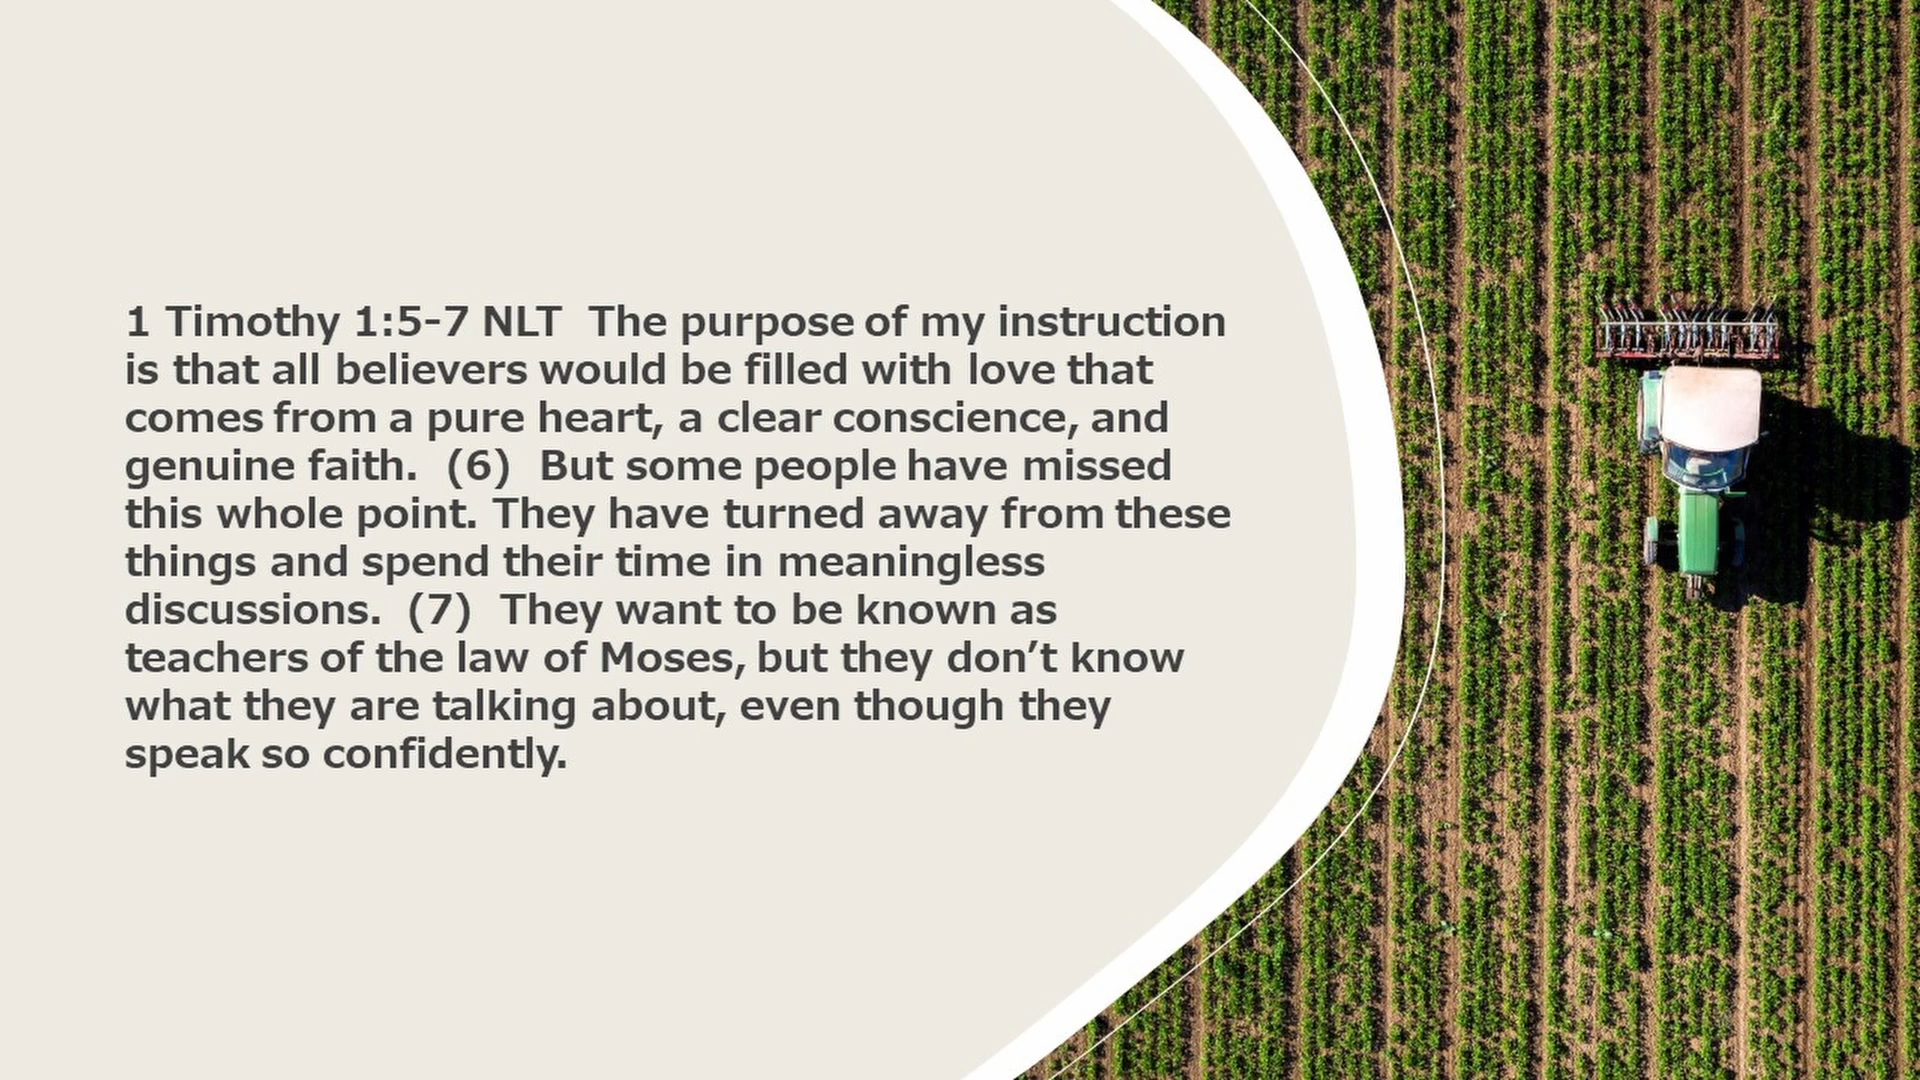 1 Timothy 1:5-7 NLT  The purpose of my instruction
is that all believers would be filled with love that
comes from a pure heart, a clear conscience, and
genuine faith.  (6)  But some people have missed
this whole point. They have turned away from these
things and spend their time in meaningless
discussions.  (7)  They want to be known as
teachers of the law of Moses, but they don’t know
what they are talking about, even though they
speak so confidently.